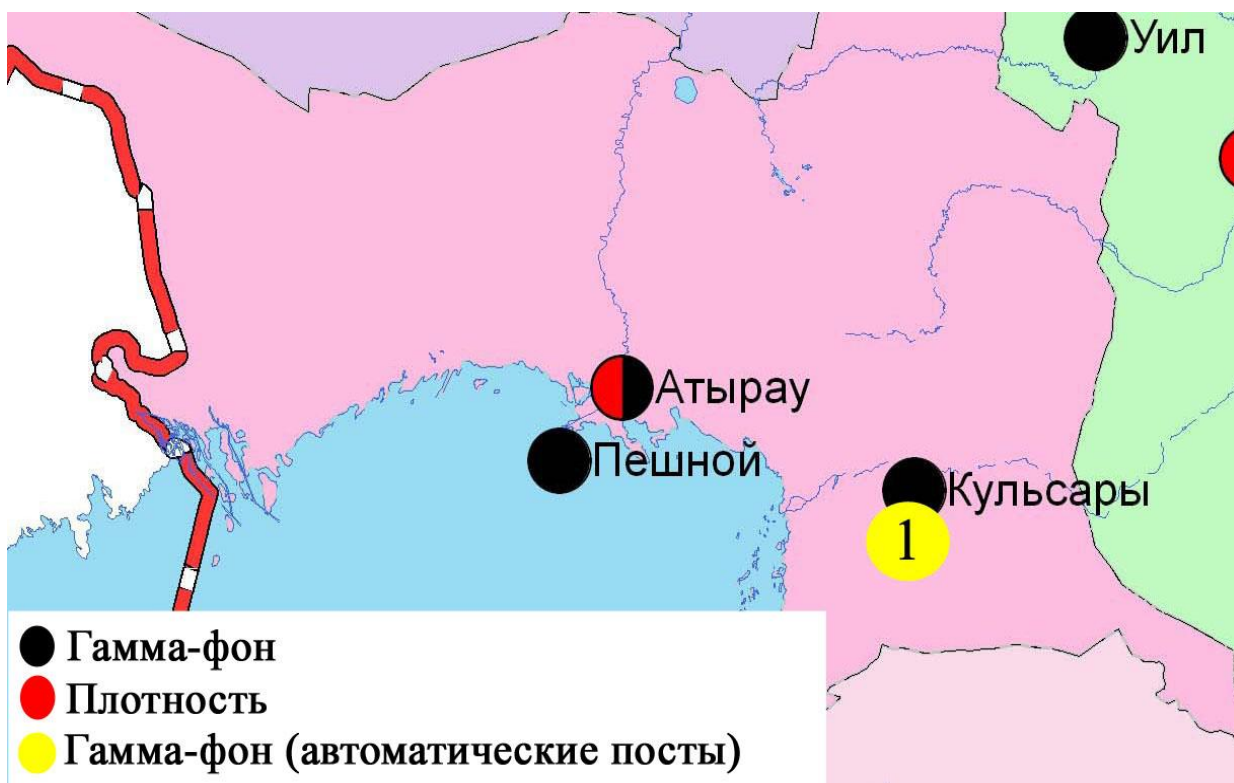 Уил
Атырау
Пешной
Кульсары
1
Гамма-фон
Плотность
Гамма-фон (автоматические посты)